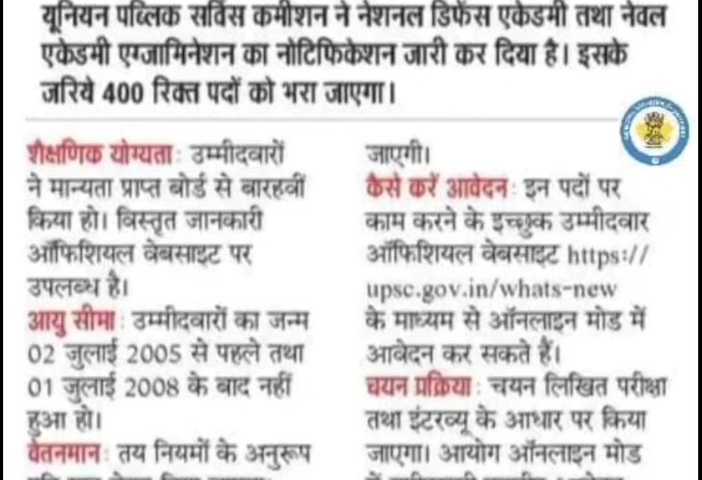 यूनियन पब्लिक सर्विस कमीशन ने नेशनल डिफेंस एकेडमी तथा नेवल
एकेडमी एग्जामिनेशन का नोटिफिकेशन जारी कर दिया है। इसके
जरिये 400 रिक्त पदों को भरा जाएगा।
शैक्षणिक योग्यता: उम्मीदवारों
ने मान्यता प्राप्त बोर्ड से बारहवीं
किया हो। विस्तृत जानकारी
ऑफिशियल वेबसाइट पर
उपलब्ध है।
आयु सीमा: उम्मीदवारों का जन्म
02 जुलाई 2005 से पहले तथा
01 जुलाई 2008 के बाद नहीं
हुआ हो।
वेतनमान: तय नियमों के अनुरूप
जाएगी।
कैसे करें आवेदन: इन पदों पर
काम करने के इच्छुक उम्मीदवार
ऑफिशियल वेबसाइट https://
upsc.gov.in/whats-new
के माध्यम से ऑनलाइन मोड में
आवेदन कर सकते हैं।
चयन प्रक्रिया: चयन लिखित परीक्षा
तथा इंटरव्यू के आधार पर किया
जाएगा। आयोग ऑनलाइन मोड